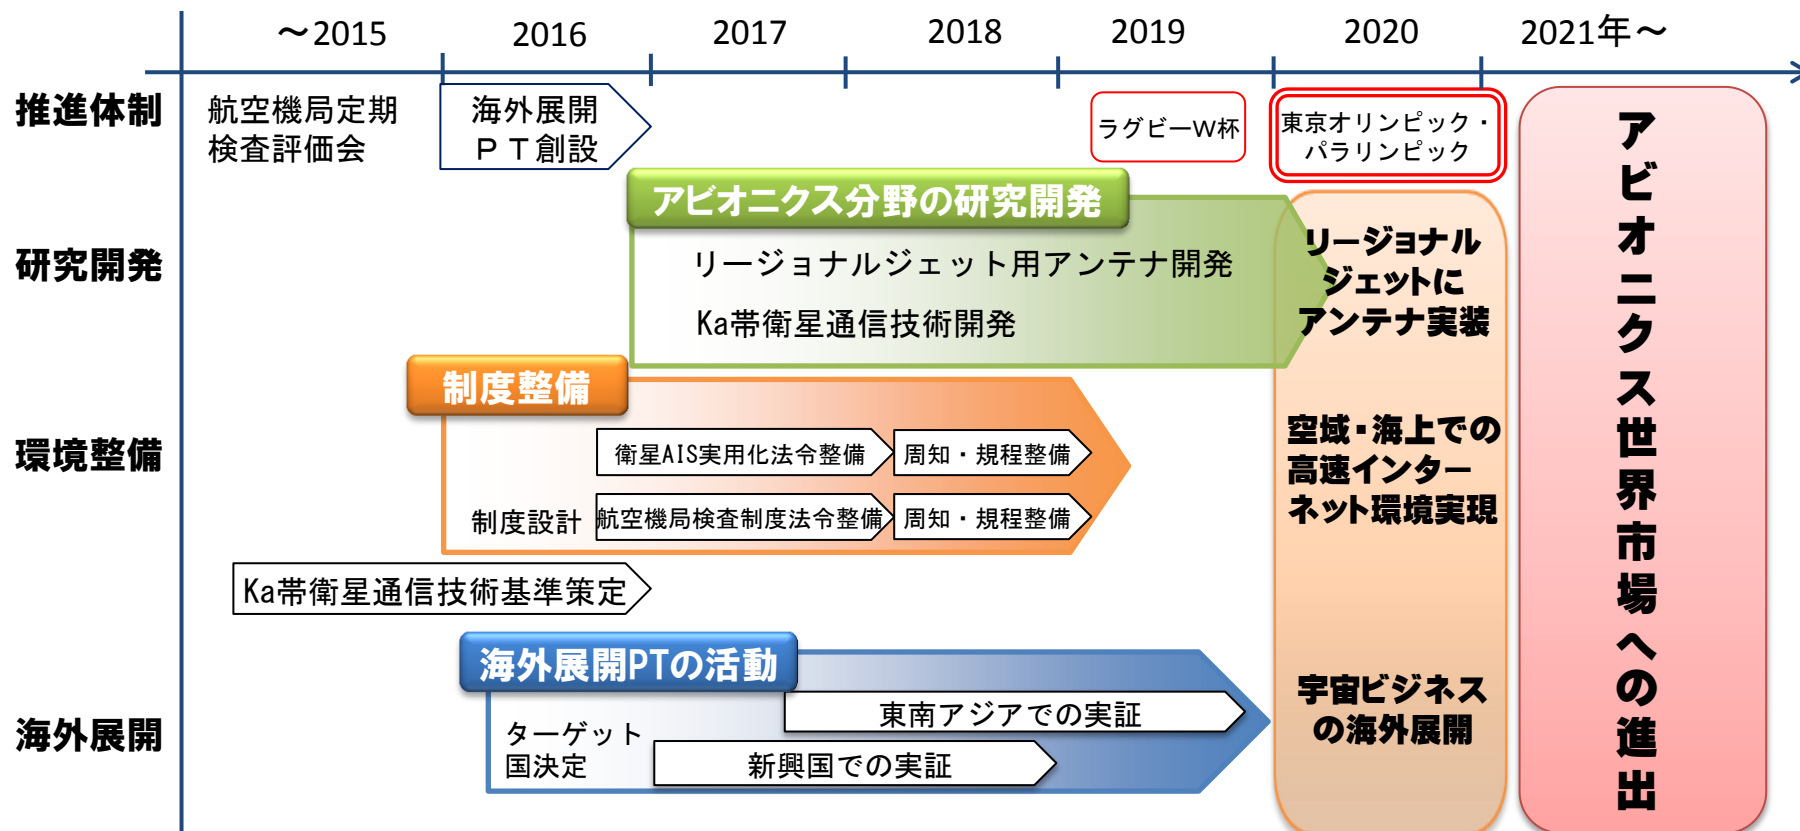 ～2015
2016
2017
2018
2019
2020
2021年～
推進体制
航空機局定期
検査評価会
海外展開
ＰＴ創設
ラグビーW杯
東京オリンピック・
パラリンピック
研究開発
アビオニクス分野の研究開発
リージョナルジェット用アンテナ開発
Ka帯衛星通信技術開発
リージョナル
ジェットに
アンテナ実装
環境整備
制度整備
衛星AIS実用化法令整備
周知・規程整備
制度設計
航空機局検査制度法令整備
周知・規程整備
Ka帯衛星通信技術基準策定
空域・海上での
高速インター
ネット環境実現
海外展開
海外展開PTの活動
ターゲット
国決定
東南アジアでの実証
新興国での実証
宇宙ビジネス
の海外展開
アビオニクス世界市場への進出